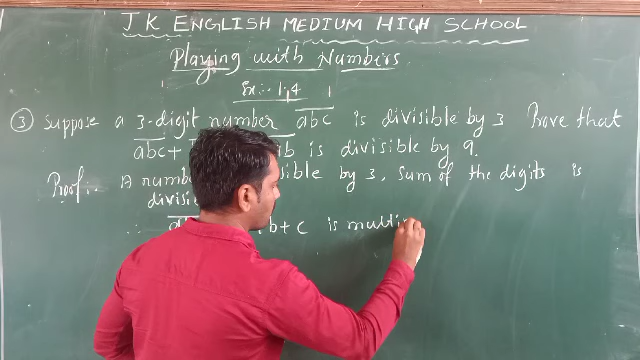 J K ENGLISH MEDIUM HIGH SCHOOL
Playing with Numbers
Ex:- 1.4
③ Suppose a 3-digit number abc is divisible by 3 Prove that
abc+ ab is divisible by 9.
Proof:- A number by 3, Sum of the digits is
b+c is multi